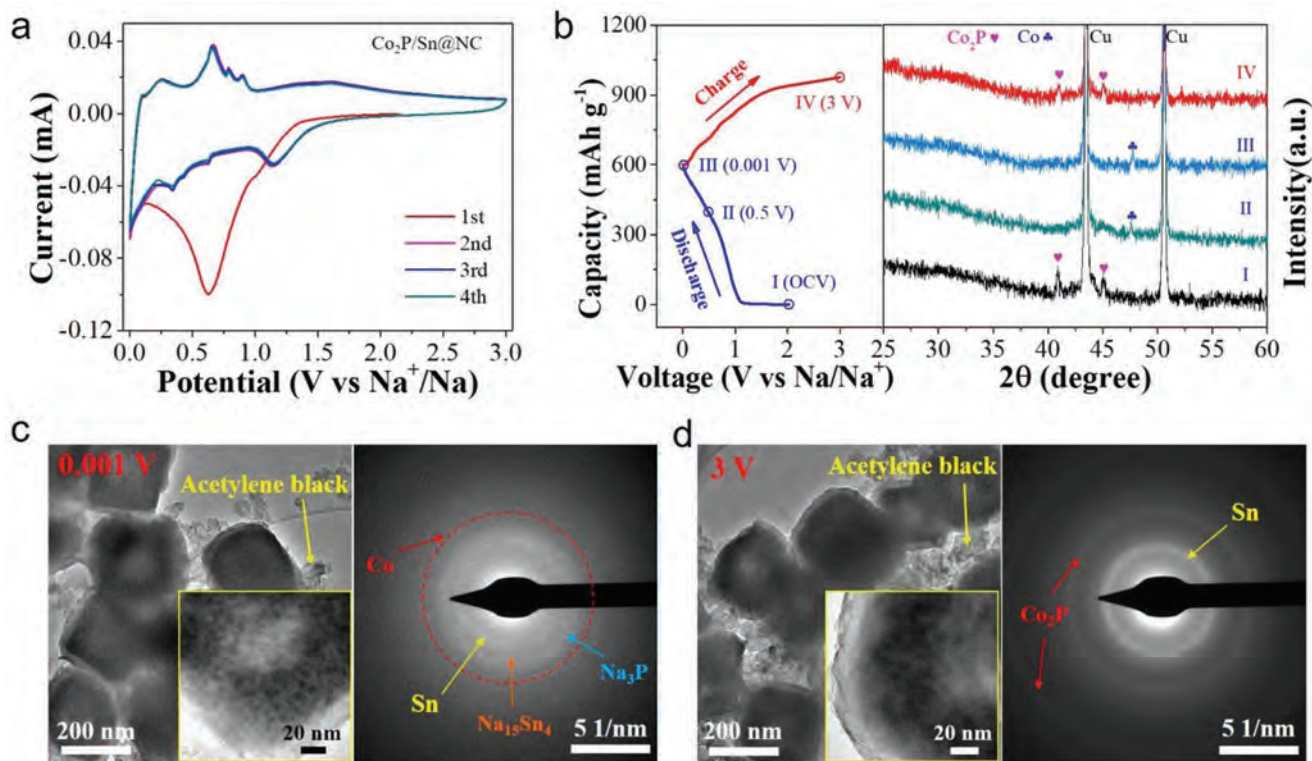 a
Co₂P/Sn@NC
0.04
0.00
-0.04
-0.08
-0.12
Current (mA)
1st
2nd
3rd
4th
0.0 0.5 1.0 1.5 2.0 2.5 3.0
Potential (V vs Na⁺/Na)
b
1200
900
600
300
0
Capacity (mAh g⁻¹)
Charge
IV (3 V)
III (0.001 V)
II (0.5 V)
Discharge
I (OCV)
0 1 2 3
Voltage (V vs Na/Na⁺)
Co₂P ♥ Co ♣ Cu Cu
IV
III
II
I
25 30 35 40 45 50 55 60
2θ (degree)
Intensity(a.u.)
c
0.001 V
Acetylene black
200 nm
20 nm
Co
Sn
Na₃P
Na₁₅Sn₄
5 1/nm
d
3 V
Acetylene black
200 nm
20 nm
Sn
Co₂P
5 1/nm